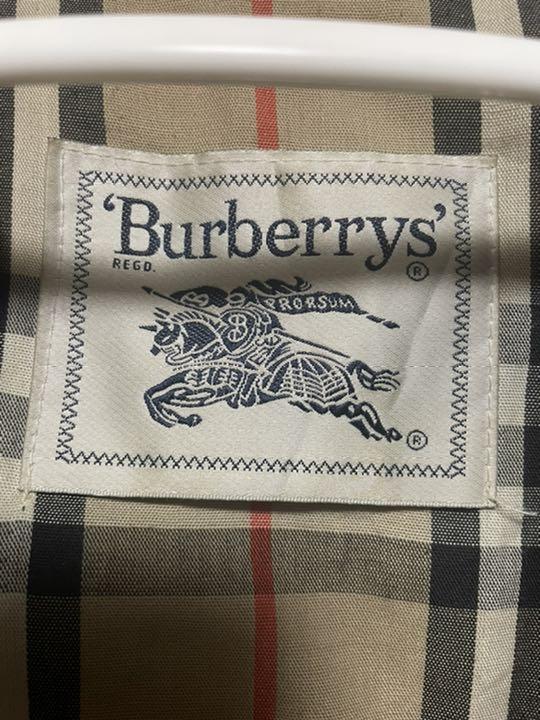 ‘Burberrys’
REGD.
®
PRORSUM
®